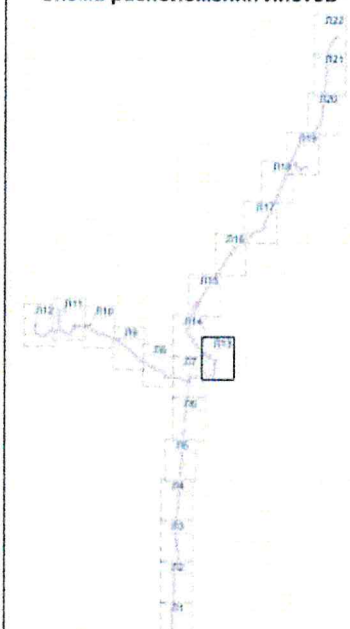 Схема расположения листов
Л22
Л21
Л20
Л19
Л18
Л17
Л16
Л15
Л14
Л13
Л12
Л11
Л10
Л9
Л8
Л7
Л6
Л5
Л4
Л3
Л2
Л1